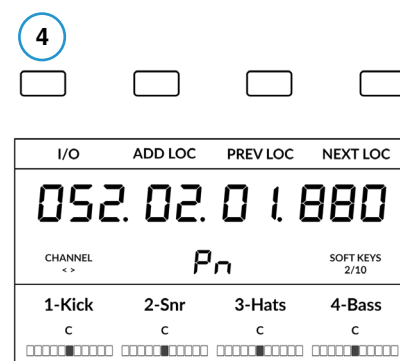 4
I/O ADD LOC PREV LOC NEXT LOC
052. 02. 01. 880
CHANNEL Pn SOFT KEYS
< > 2/10
1-Kick 2-Snr 3-Hats 4-Bass
C C C C